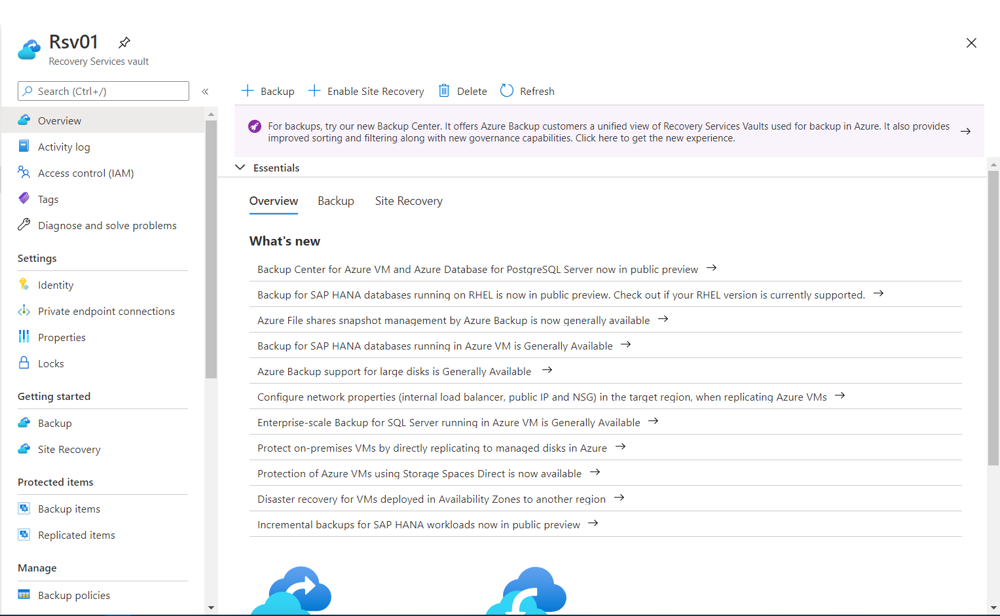 Rsv01
Recovery Services vault
Search (Ctrl+/)
«
Overview
Activity log
Access control (IAM)
Tags
Diagnose and solve problems
Settings
Identity
Private endpoint connections
Properties
Locks
Getting started
Backup
Site Recovery
Protected items
Backup items
Replicated items
Manage
Backup policies
Backup
Enable Site Recovery
Delete
Refresh
For backups, try our new Backup Center. It offers Azure Backup customers a unified view of Recovery Services Vaults used for backup in Azure. It also provides
improved sorting and filtering along with new governance capabilities. Click here to get the new experience.
Essentials
Overview
Backup
Site Recovery
What's new
Backup Center for Azure VM and Azure Database for PostgreSQL Server now in public preview
Backup for SAP HANA databases running on RHEL is now in public preview. Check out if your RHEL version is currently supported.
Azure File shares snapshot management by Azure Backup is now generally available
Backup for SAP HANA databases running in Azure VM is Generally Available
Azure Backup support for large disks is Generally Available
Configure network properties (internal load balancer, public IP and NSG) in the target region, when replicating Azure VMs
Enterprise-scale Backup for SQL Server running in Azure VM is Generally Available
Protect on-premises VMs by directly replicating to managed disks in Azure
Protection of Azure VMs using Storage Spaces Direct is now available
Disaster recovery for VMs deployed in Availability Zones to another region
Incremental backups for SAP HANA workloads now in public preview